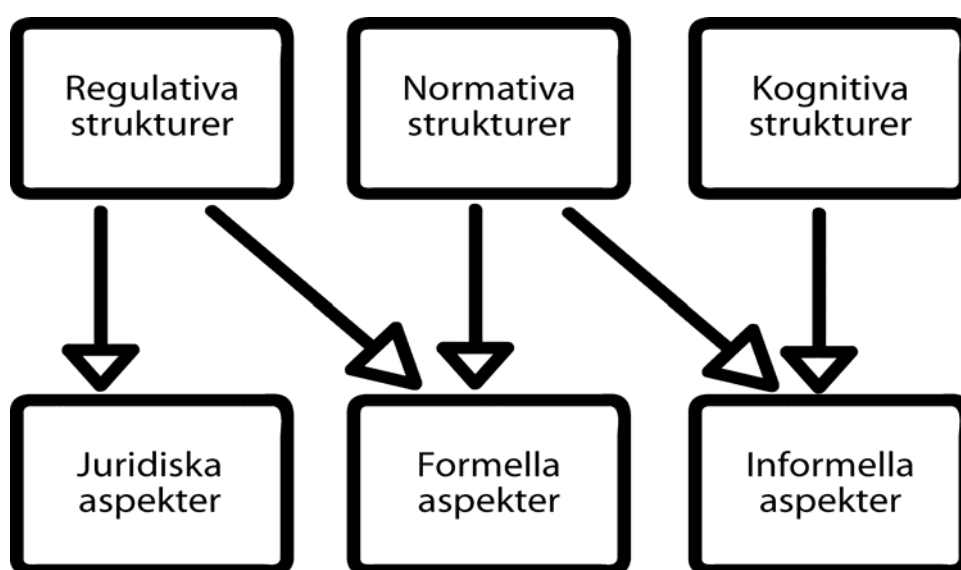 Regulativa
strukturer
Normativa
strukturer
Kognitiva
strukturer
Juridiska
aspekter
Formella
aspekter
Informella
aspekter